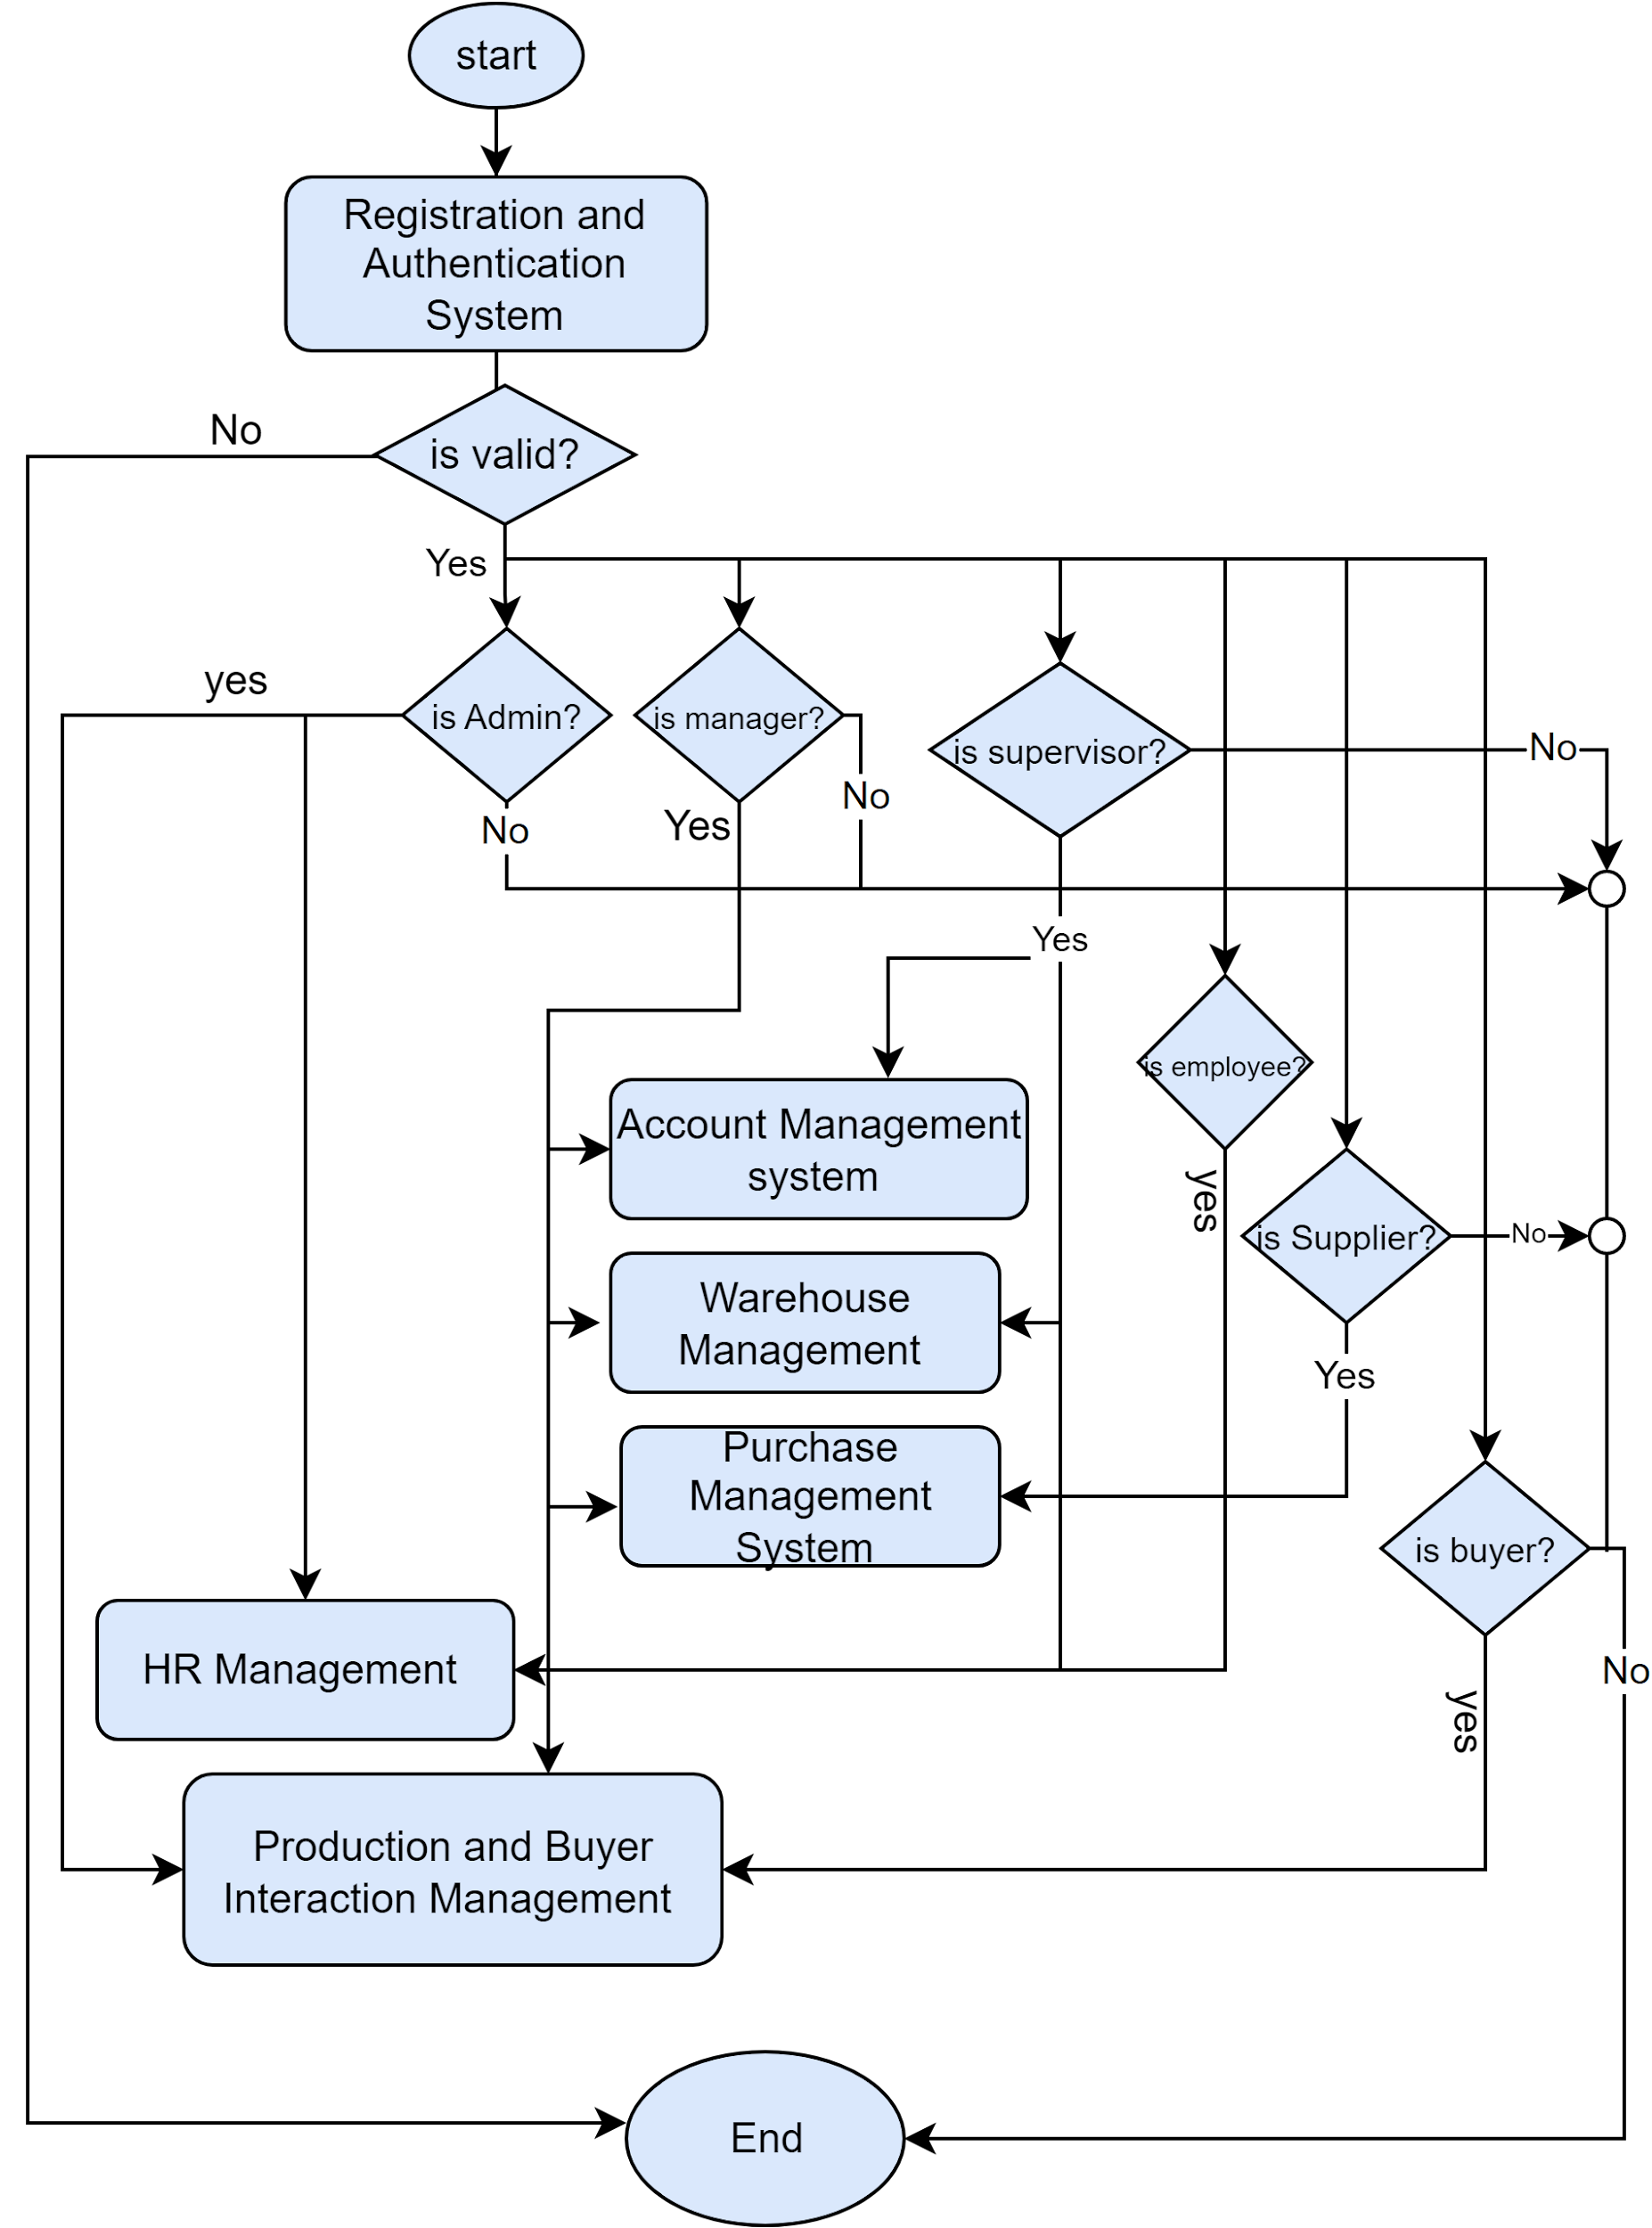 start
Registration and
Authentication
System
No
is valid?
Yes
yes
is Admin?
is manager?
is supervisor?
No
No
Yes
No
Yes
is employee?
Account Management
system
yes
is Supplier?
No
Warehouse
Management
Yes
Purchase
Management
System
is buyer?
HR Management
No
yes
Production and Buyer
Interaction Management
End